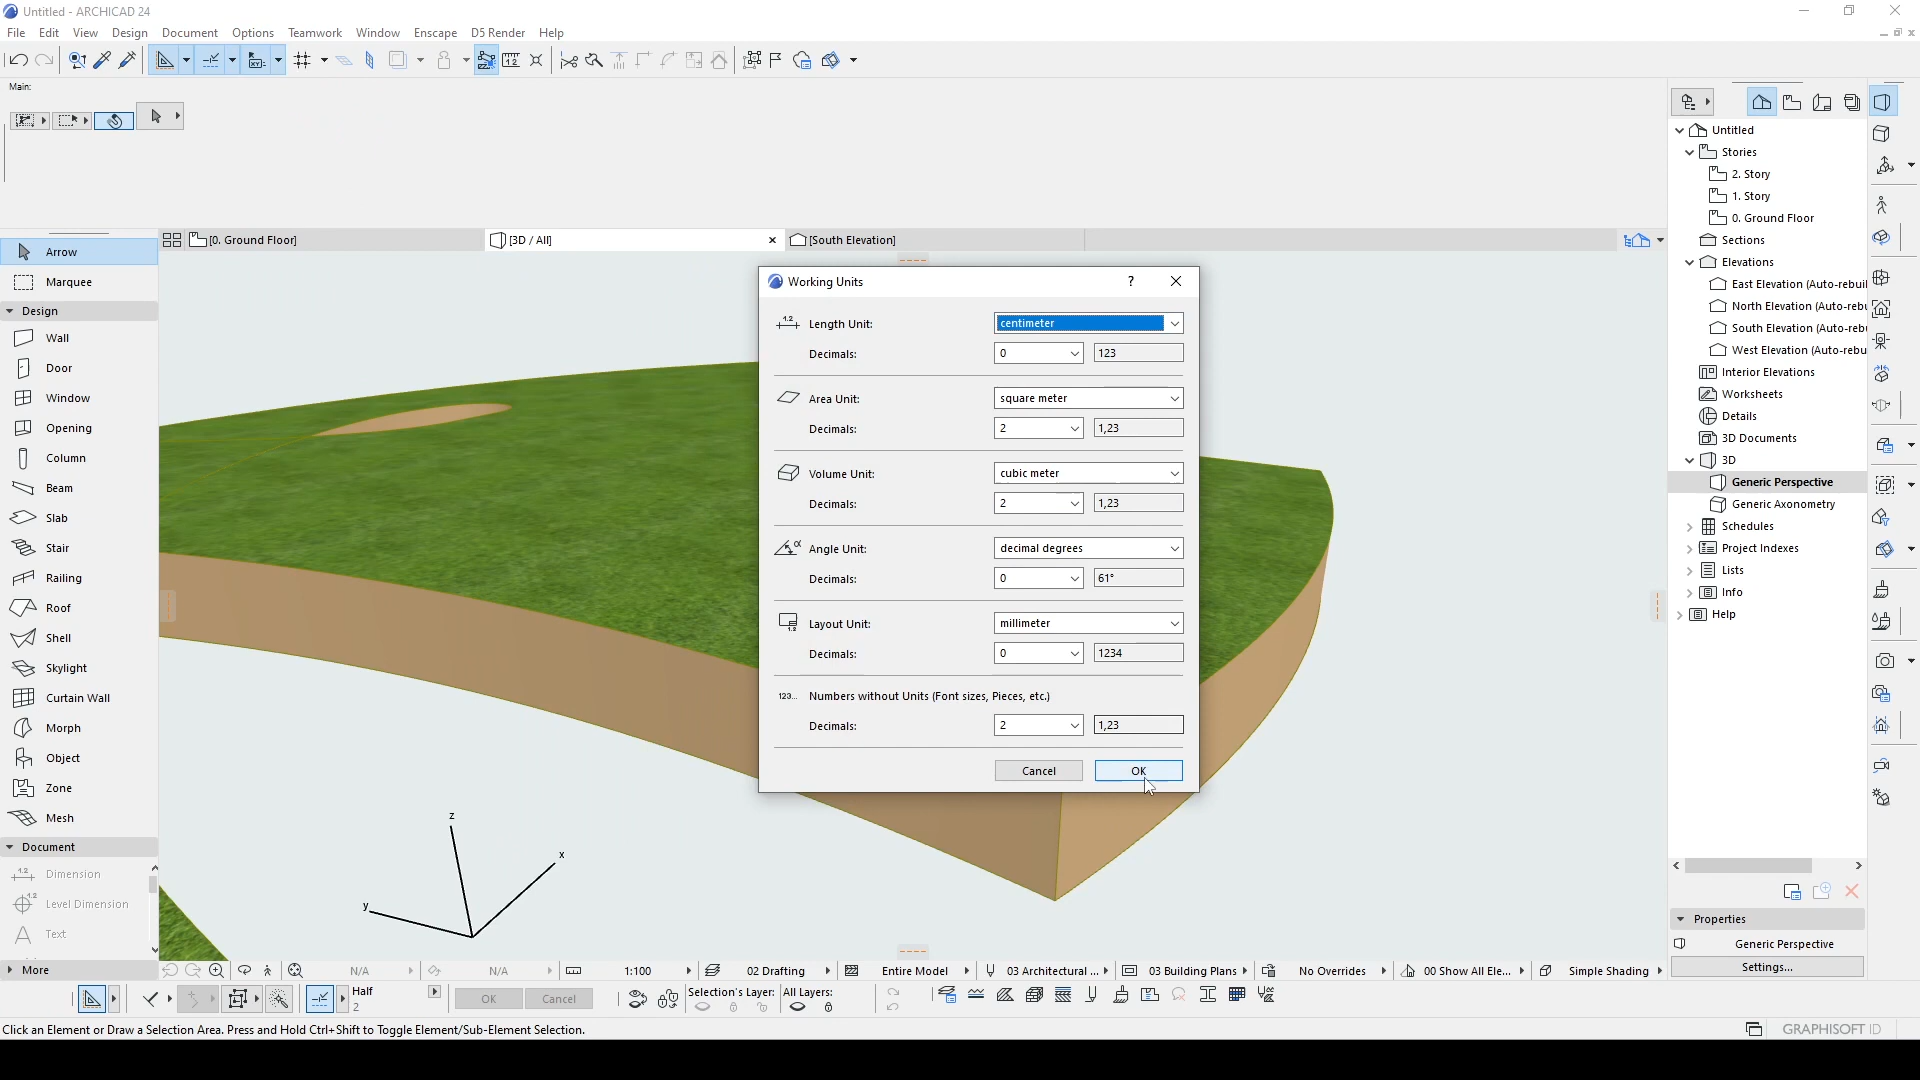 Untitled - ARCHICAD 24
File Edit View Design Document Options Teamwork Window Enscape D5 Render Help
Main:
[0. Ground Floor]
[3D / All]
[South Elevation]
Arrow
Marquee
Design
Wall
Door
Window
Opening
Column
Beam
Slab
Stair
Railing
Roof
Shell
Skylight
Curtain Wall
Morph
Object
Zone
Mesh
Document
Dimension
Level Dimension
Text
More
z
x
y
Working Units
?
Length Unit: centimeter
Decimals: 0 123
Area Unit: square meter
Decimals: 2 1,23
Volume Unit: cubic meter
Decimals: 2 1,23
Angle Unit: decimal degrees
Decimals: 0 61°
Layout Unit: millimeter
Decimals: 0 1234
123... Numbers without Units (Font sizes, Pieces, etc.)
Decimals: 2 1,23
Cancel OK
Untitled
Stories
2. Story
1. Story
0. Ground Floor
Sections
Elevations
East Elevation (Auto-rebuil
North Elevation (Auto-rebu
South Elevation (Auto-rebu
West Elevation (Auto-rebu
Interior Elevations
Worksheets
Details
3D Documents
3D
Generic Perspective
Generic Axonometry
Schedules
Project Indexes
Lists
Info
Help
Properties
Generic Perspective
Settings...
N/A N/A 1:100 02 Drafting Entire Model 03 Architectural ... 03 Building Plans No Overrides 00 Show All Ele... Simple Shading
Half
2
OK Cancel
Selection's Layer: All Layers:
Click an Element or Draw a Selection Area. Press and Hold Ctrl+Shift to Toggle Element/Sub-Element Selection.
GRAPHISOFT ID